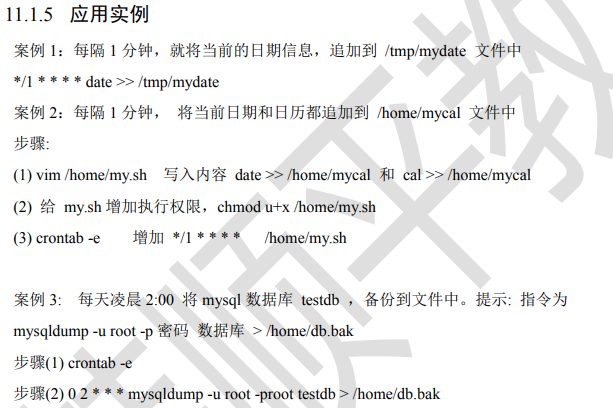 11.1.5 应用实例
案例 1：每隔 1 分钟，就将当前的日期信息，追加到 /tmp/mydate 文件中
*/1 * * * * date >> /tmp/mydate
案例 2：每隔 1 分钟， 将当前日期和日历都追加到 /home/mycal 文件中
步骤:
(1) vim /home/my.sh 写入内容 date >> /home/mycal 和 cal >> /home/mycal
(2) 给 my.sh 增加执行权限，chmod u+x /home/my.sh
(3) crontab -e 增加 */1 * * * * /home/my.sh
案例 3: 每天凌晨 2:00 将 mysql 数据库 testdb ，备份到文件中。提示: 指令为
mysqldump -u root -p 密码 数据库 > /home/db.bak
步骤(1) crontab -e
步骤(2) 0 2 * * * mysqldump -u root -proot testdb > /home/db.bak
顺平教